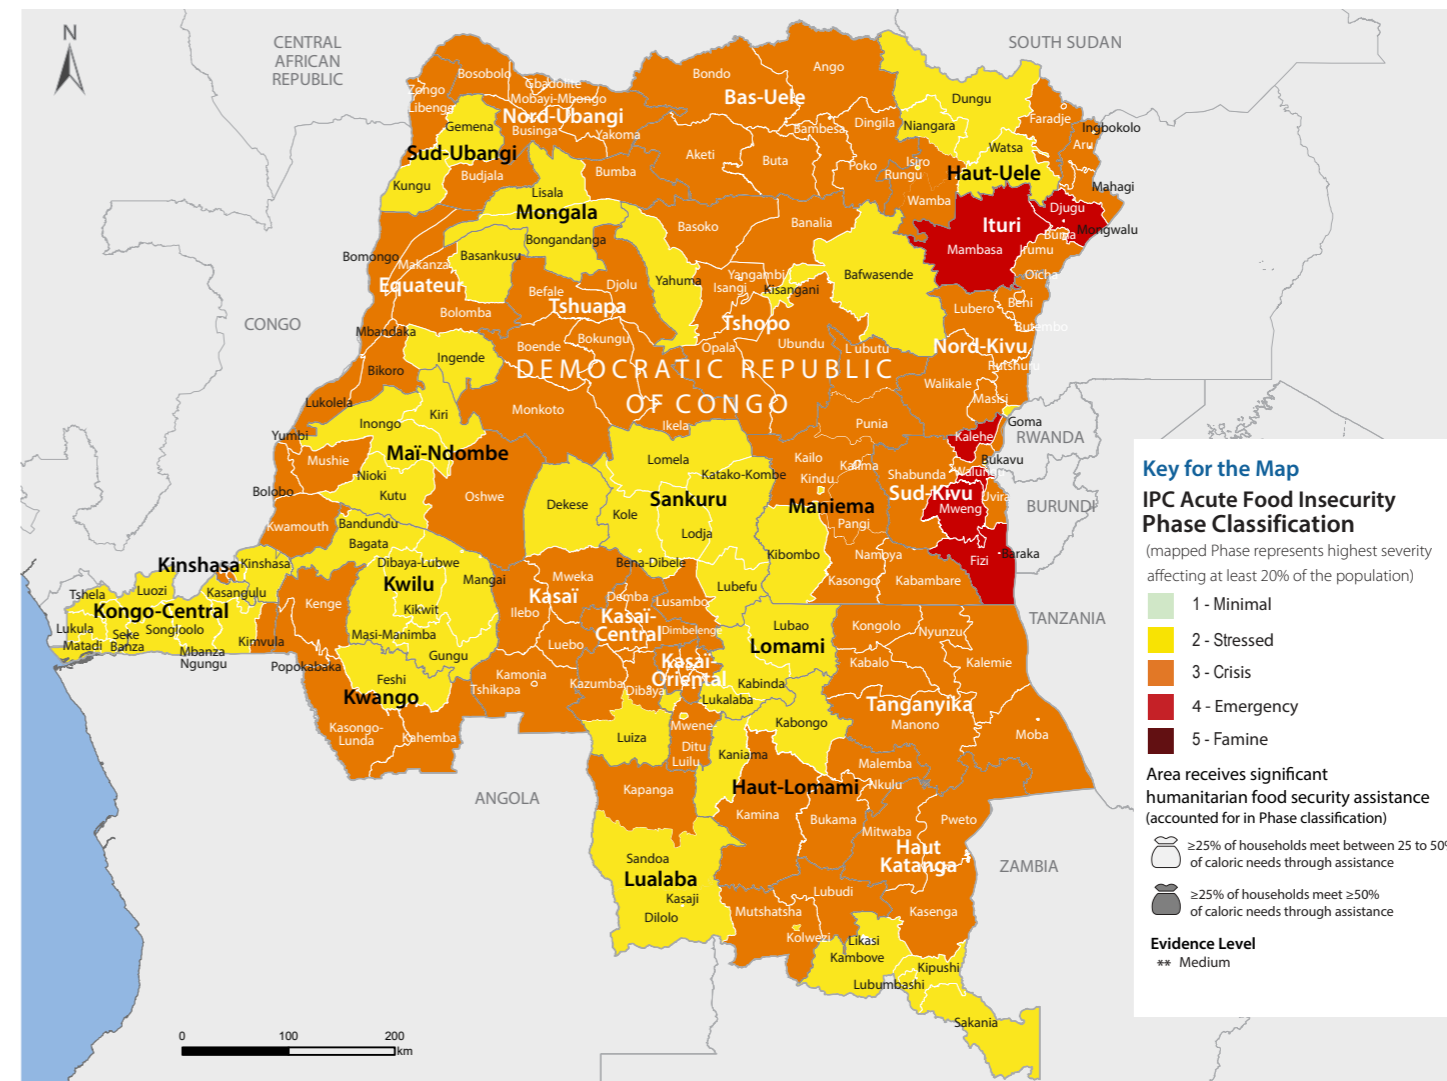 N
CENTRAL
AFRICAN
REPUBLIC
SOUTH SUDAN
CONGO
RWANDA
BURUNDI
TANZANIA
ANGOLA
ZAMBIA
DEMOCRATIC REPUBLIC
OF CONGO
Zongo
Libenge
Bosobolo
Gbadolite
Mobayi-Mbongo
Nord-Ubangi
Businga
Yakoma
Gemena
Sud-Ubangi
Kungu
Budjala
Bumba
Lisala
Mongala
Bongandanga
Bondo
Ango
Bas-Uele
Bambesa
Dingila
Aketi
Buta
Poko
Dungu
Niangara
Faradje
Watsa
Isiro
Rungu
Haut-Uele
Wamba
Ingbokolo
Aru
Mahagi
Djugu
Ituri
Mongwalu
Bunia
Mambasa
Irumu
Oïcha
Bomongo
Makanza
Basankusu
Equateur
Bolomba
Mbandaka
Ingende
Bikoro
Lukolela
Befale
Djolu
Tshuapa
Boende
Bokungu
Monkoto
Ikela
Basoko
Banalia
Yahuma
Yangambi
Isangi
Kisangani
Bafwasende
Tshopo
Opala
Ubundu
Lubero
Beni
Butembo
Nord-Kivu
Rutshuru
Walikale
Masisi
Goma
L ubutu
Punia
Kailo
Kalima
Kindu
Maniema
Pangi
Kibombo
Namoya
Kasongo
Kabambare
Kalehe
Bukavu
Shabunda
Sud-Kivu
Uvira
Mweng
Fizi
Baraka
Yumbi
Inongo
Kiri
Mushie
Maï-Ndombe
Nioki
Bolobo
Kutu
Oshwe
Kwamouth
Lomela
Katako-Kombe
Dekese
Sankuru
Kole
Lodja
Bena-Dibele
Lubefu
Bandundu
Bagata
Dibaya-Lubwe
Kwilu
Mangai
Kikwit
Masi-Manimba
Gungu
Kinshasa
Kinshasa
Tshela
Luozi
Kasangulu
Kongo-Central
Lukula
Seke
Banza
Songloolo
Matadi
Mbanza
Ngungu
Kimvula
Kenge
Popokabaka
Feshi
Kwango
Kasongo-
Lunda
Kahemba
Mweka
Kasaï
Ilebo
Luebo
Kamonia
Tshikapa
Demba
Lusambo
Kasaï-
Central
Dimbelenge
Kazumba
Dibaya
Luiza
Kasaï-
Oriental
Mwene
Ditu
Luilu
Lubao
Lomami
Kabinda
Lukalaba
Kabongo
Kaniama
Haut-Lomami
Kamina
Bukama
Malemba
Nkulu
Kongolo
Nyunzu
Kabalo
Kalemie
Tanganyika
Manono
Moba
Kapanga
Sandoa
Lualaba
Kasaji
Dilolo
Mutshatsha
Lubudi
Kolwezi
Mitwaba
Pweto
Haut
Katanga
Kasenga
Likasi
Kambove
Kipushi
Lubumbashi
Sakania
0 100 200
km
Key for the Map
IPC Acute Food Insecurity
Phase Classification
(mapped Phase represents highest severity
affecting at least 20% of the population)
1 - Minimal
2 - Stressed
3 - Crisis
4 - Emergency
5 - Famine
Area receives significant
humanitarian food security assistance
(accounted for in Phase classification)
≥25% of households meet between 25 to 50%
of caloric needs through assistance
≥25% of households meet ≥50%
of caloric needs through assistance
Evidence Level
** Medium